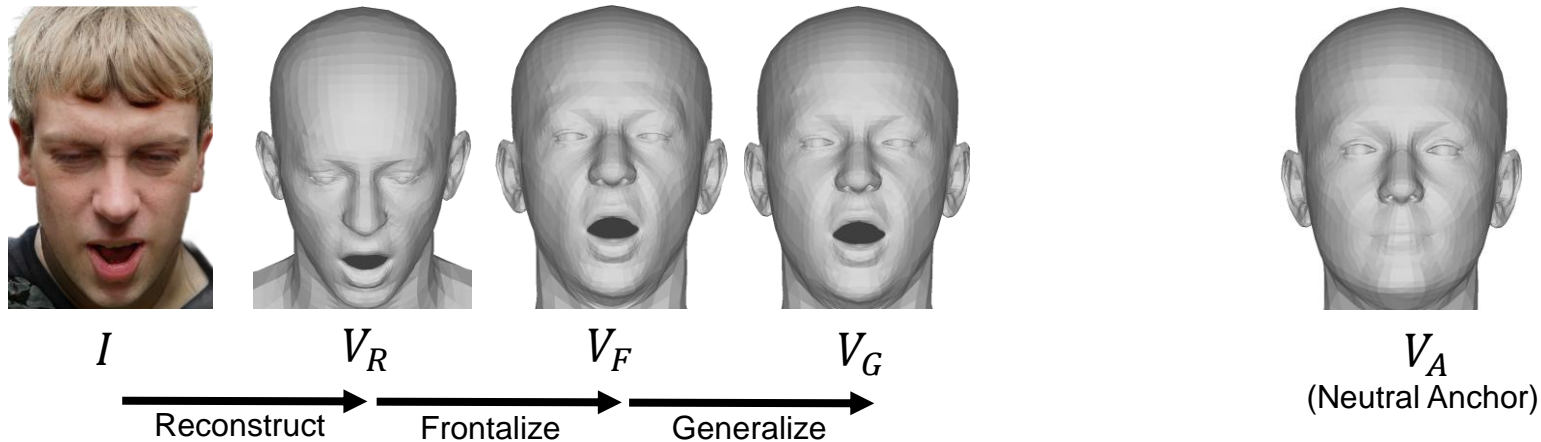 I V_R V_F V_G V_A
(Neutral Anchor)
Reconstruct Frontalize Generalize